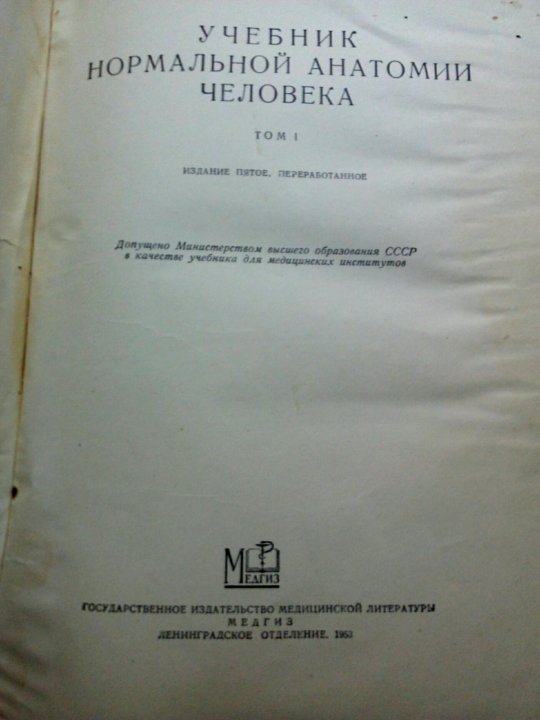 УЧЕБНИК
НОРМАЛЬНОЙ АНАТОМИИ
ЧЕЛОВЕКА
ТОМ I
ИЗДАНИЕ ПЯТОЕ, ПЕРЕРАБОТАННОЕ
Допущено Министерством высшего образования СССР
в качестве учебника для медицинских институтов
МЕДГИЗ
ГОСУДАРСТВЕННОЕ ИЗДАТЕЛЬСТВО МЕДИЦИНСКОЙ ЛИТЕРАТУРЫ
МЕДГИЗ
ЛЕНИНГРАДСКОЕ ОТДЕЛЕНИЕ, 1953